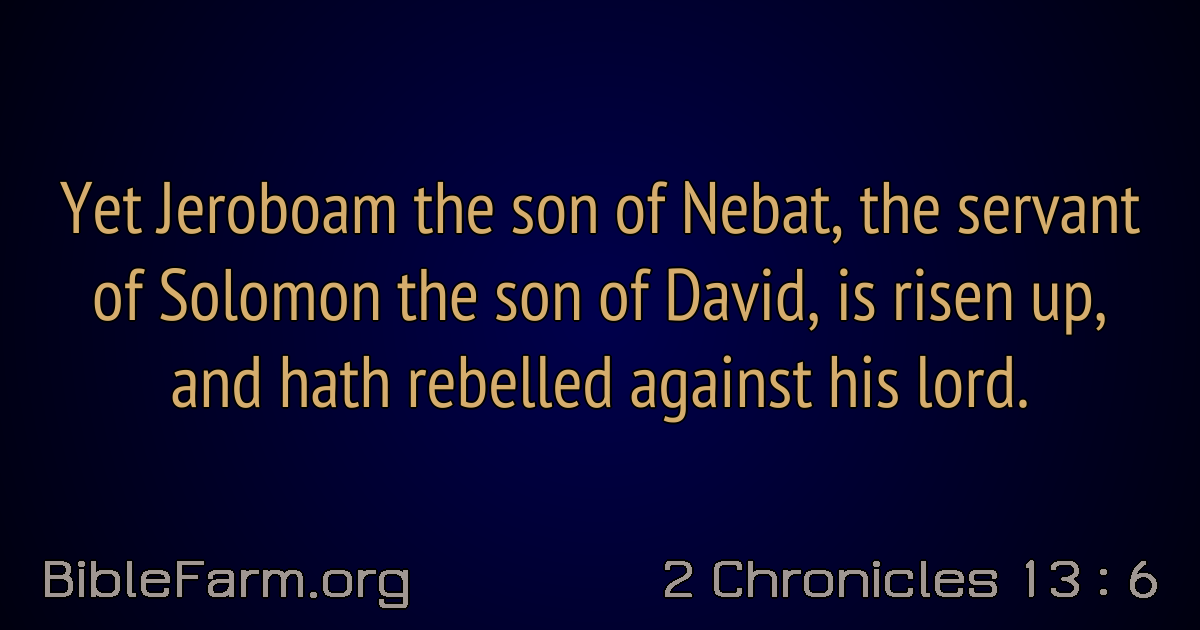 Yet Jeroboam the son of Nebat, the servant
of Solomon the son of David, is risen up,
and hath rebelled against his lord.
BibleFarm.org
2 Chronicles 13 : 6